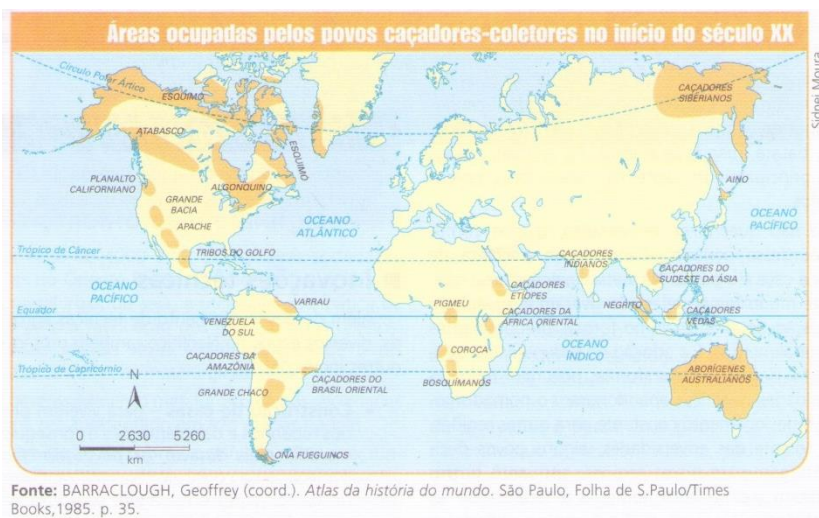 Áreas ocupadas pelos povos caçadores-coletores no início do século XX
Sidnei Moura
Círculo Polar Ártico
ESQUIMÓ
CAÇADORES
SIBERIANOS
ATABASCO
ESQUIMÓ
PLANALTO
CALIFORNIANO
ALGONQUINO
AINO
GRANDE
BACIA
OCEANO
ATLÂNTICO
OCEANO
PACÍFICO
APACHE
Trópico de Câncer
TRIBOS DO GOLFO
CAÇADORES
INDIANOS
CAÇADORES DO
SUDESTE DA ÁSIA
OCEANO
PACÍFICO
CAÇADORES
ETÍOPES
VARRAU
PIGMEU
NEGRITO
Equador
CAÇADORES DA
ÁFRICA ORIENTAL
CAÇADORES
VEDAS
VENEZUELA
DO SUL
OCEANO
ÍNDICO
CAÇADORES DA
AMAZÔNIA
COROCA
Trópico de Capricórnio
CAÇADORES DO
BRASIL ORIENTAL
BOSQUÍMANOS
ABORÍGENES
AUSTRALIANOS
N
GRANDE CHACO
0 2630 5260
km
ONA FUEGUINOS
Fonte: BARRACLOUGH, Geoffrey (coord.). Atlas da história do mundo. São Paulo, Folha de S.Paulo/Times
Books,1985. p. 35.